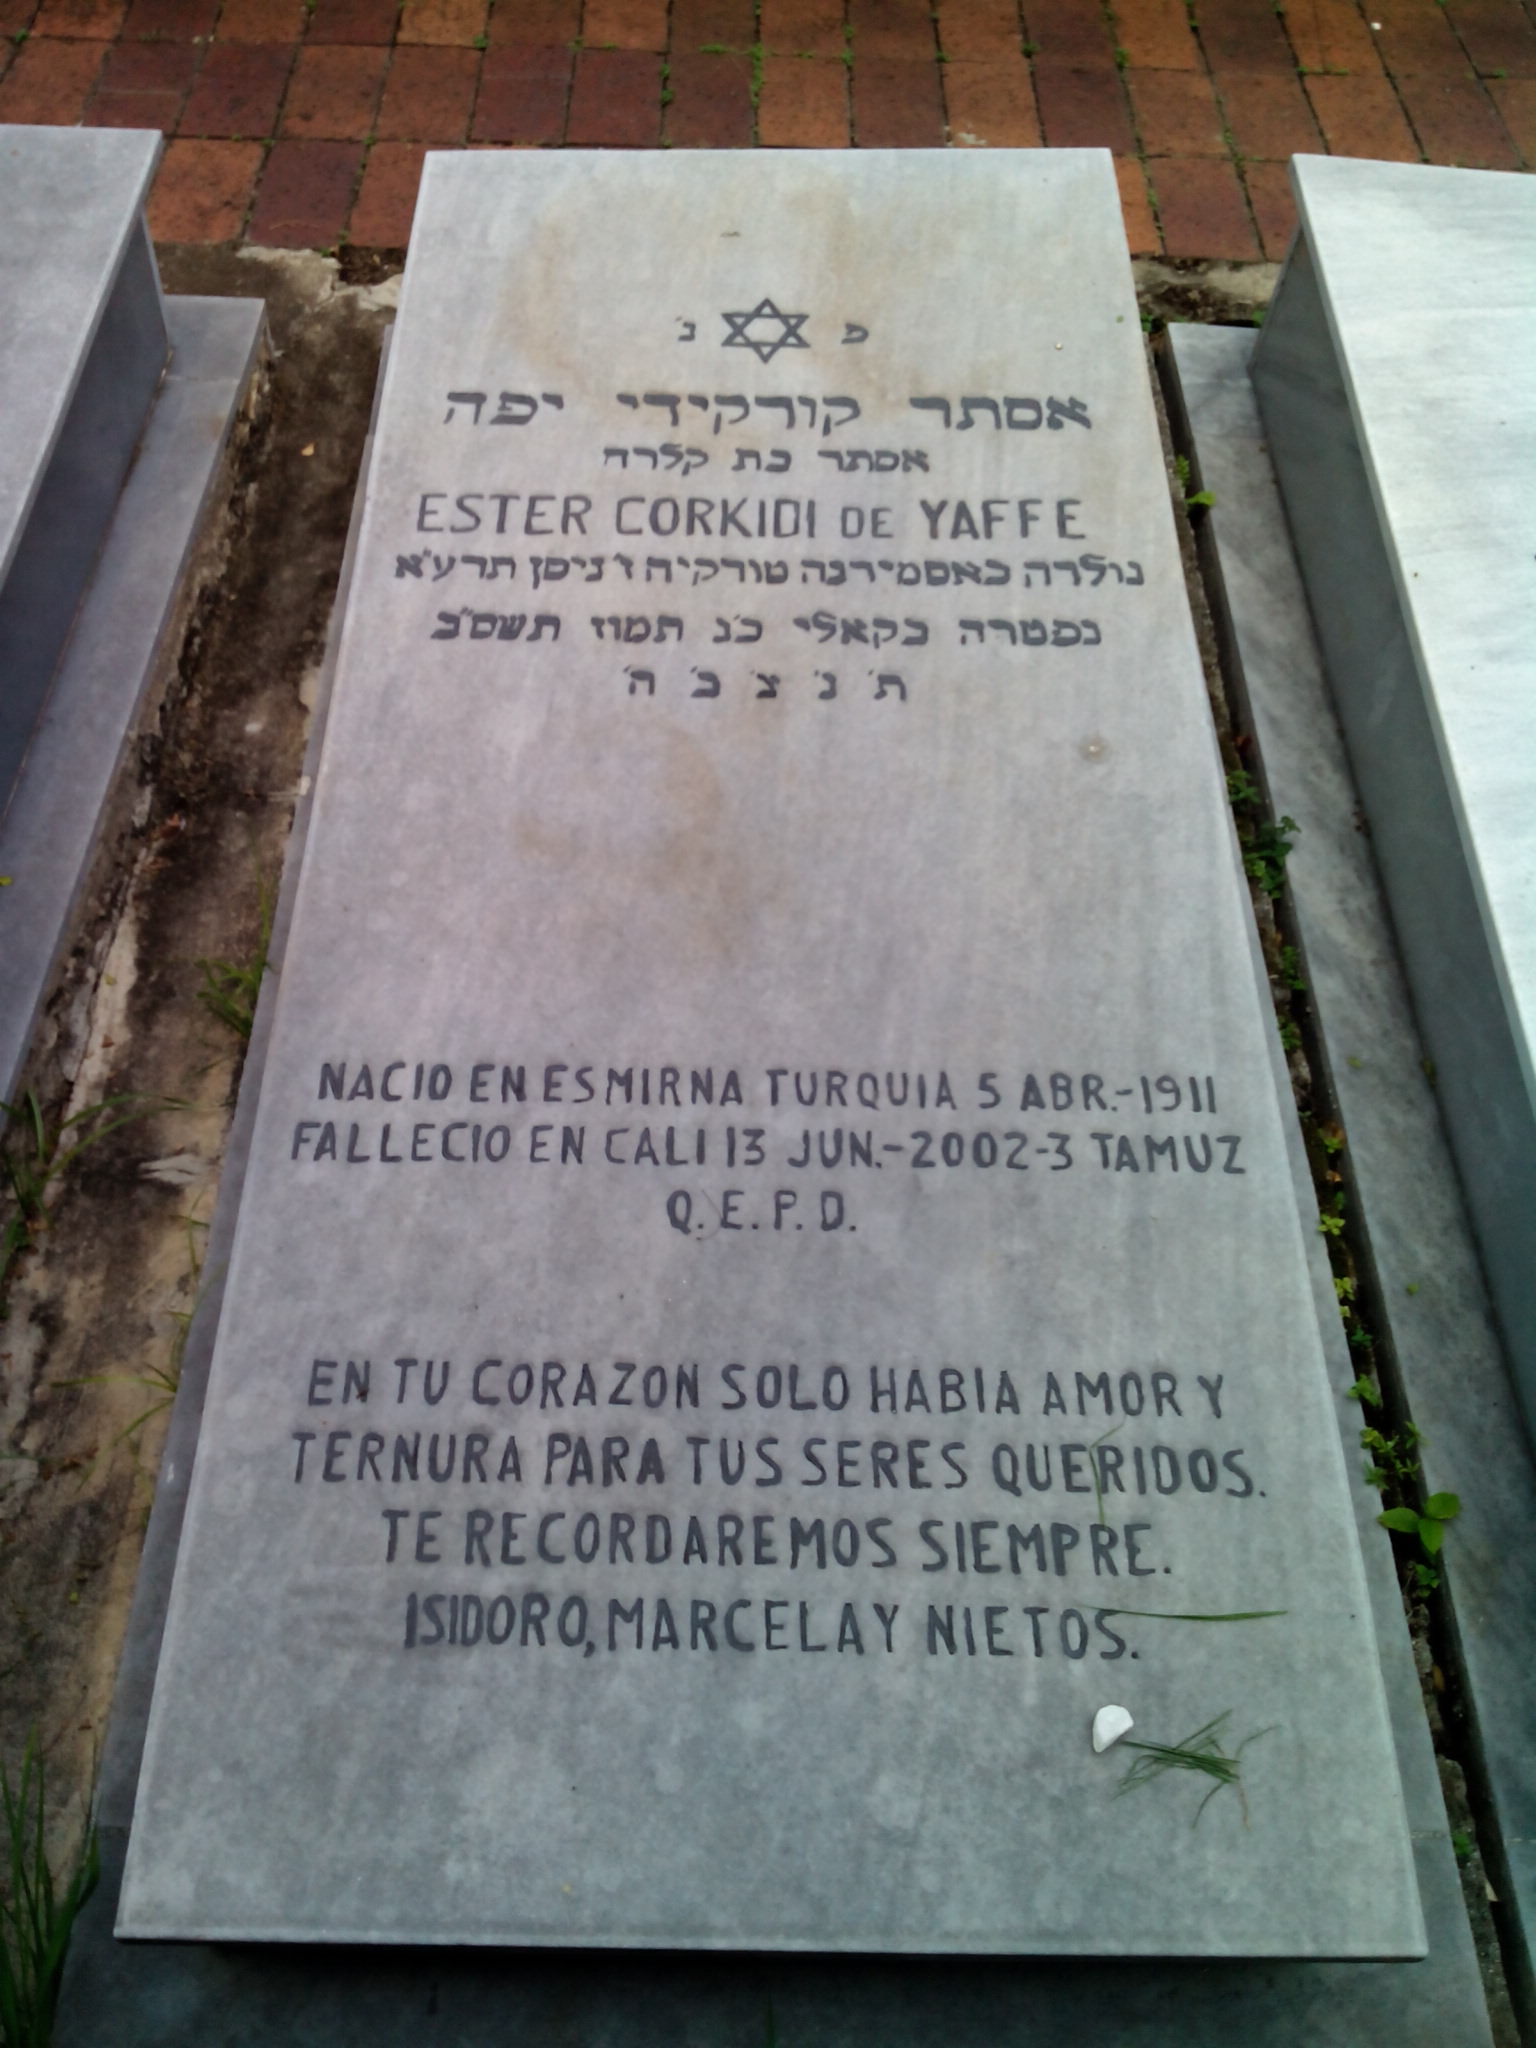 פ נ׳
אסתר קורקידי יפה
אסתר בת קלרה
ESTER CORKIDI DE YAFFE
נולדה באסמירנה טורקיה ז׳ ניסן תרע״א
נפטרה בקאלי כ׳נ תמוז תשס״ב
ת׳ נ׳ צ׳ ב׳ ה׳
NACIO EN ESMIRNA TURQUIA 5 ABR.-1911
FALLECIO EN CALI 13 JUN.-2002-3 TAMUZ
Q.E.P.D.
EN TU CORAZON SOLO HABIA AMOR Y
TERNURA PARA TUS SERES QUERIDOS.
TE RECORDAREMOS SIEMPRE.
ISIDORO, MARCELA Y NIETOS.